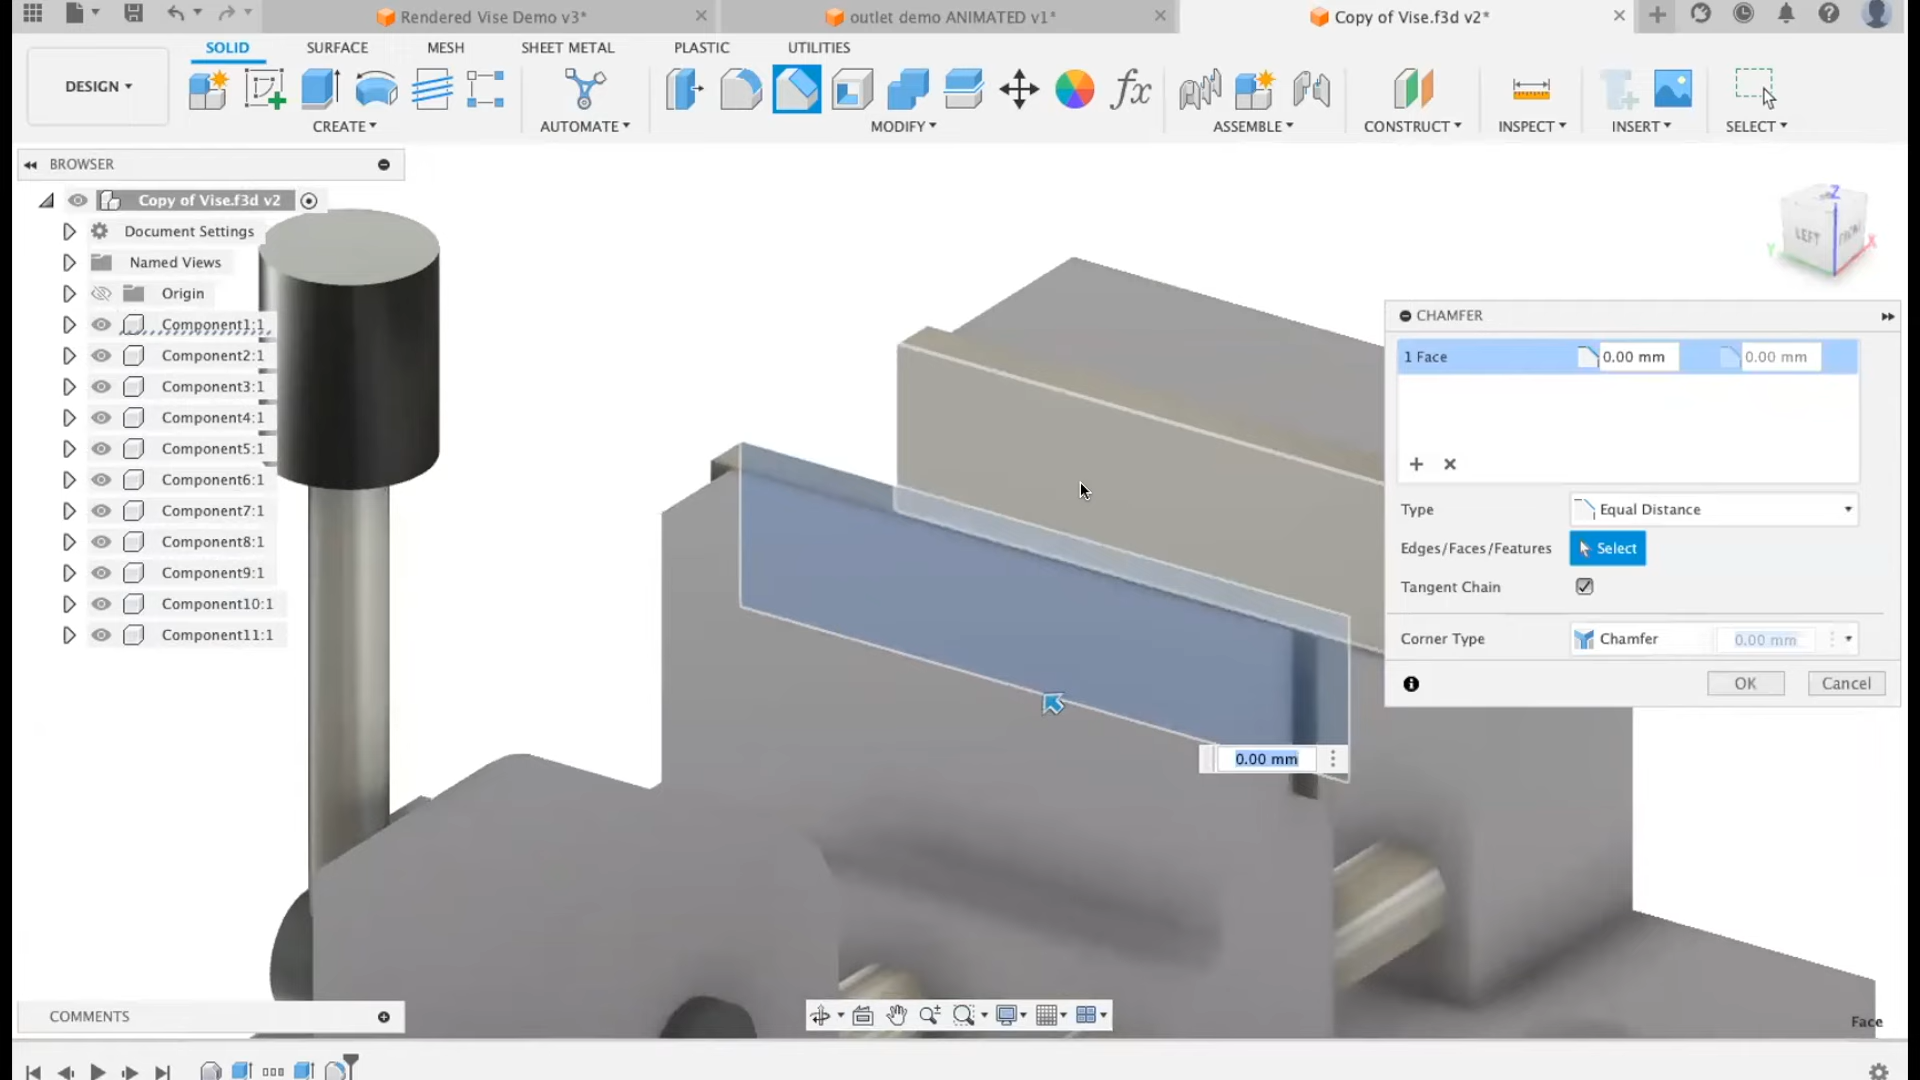 Rendered Vise Demo v3*
outlet demo ANIMATED v1*
Copy of Vise.f3d v2*
DESIGN
SOLID
SURFACE
MESH
SHEET METAL
PLASTIC
UTILITIES
fx
CREATE
AUTOMATE
MODIFY
ASSEMBLE
CONSTRUCT
INSPECT
INSERT
SELECT
BROWSER
Copy of Vise.f3d v2
Document Settings
Named Views
Origin
Component1:1
Component2:1
Component3:1
Component4:1
Component5:1
Component6:1
Component7:1
Component8:1
Component9:1
Component10:1
Component11:1
Z
LEFT
FRONT
Y
X
CHAMFER
1 Face
0.00 mm
0.00 mm
Type
Equal Distance
Edges/Faces/Features
Select
Tangent Chain
Corner Type
Chamfer
0.00 mm
OK
Cancel
0.00 mm
COMMENTS
Face